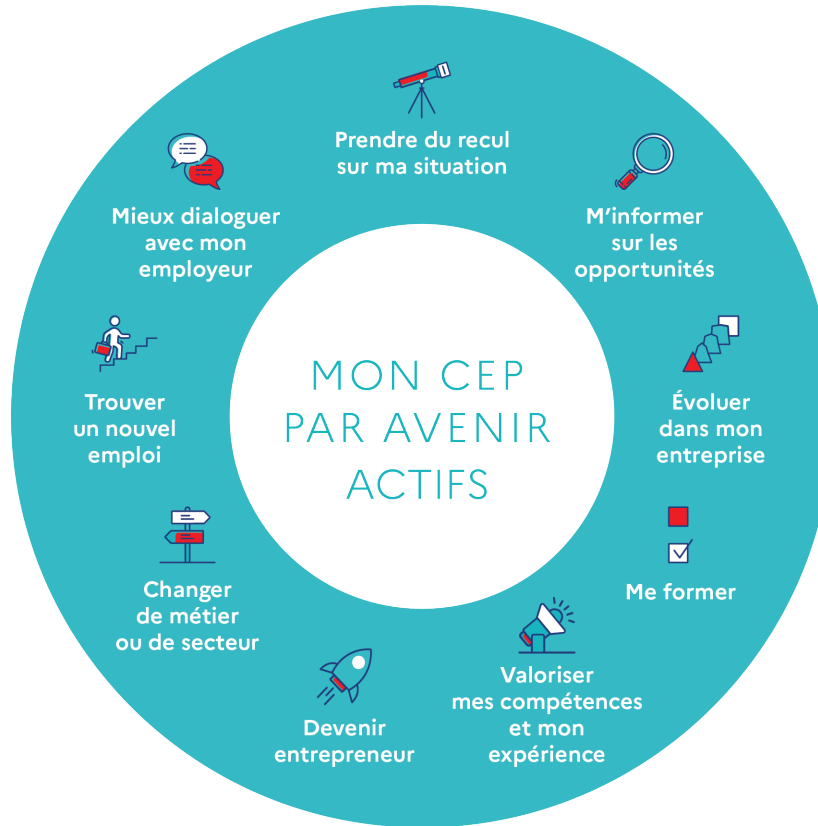 Prendre du recul
sur ma situation
M'informer
sur les
opportunités
Évoluer
dans mon
entreprise
Me former
Valoriser
mes compétences
et mon
expérience
Devenir
entrepreneur
Changer
de métier
ou de secteur
Trouver
un nouvel
emploi
Mieux dialoguer
avec mon
employeur
MON CEP
PAR AVENIR
ACTIFS